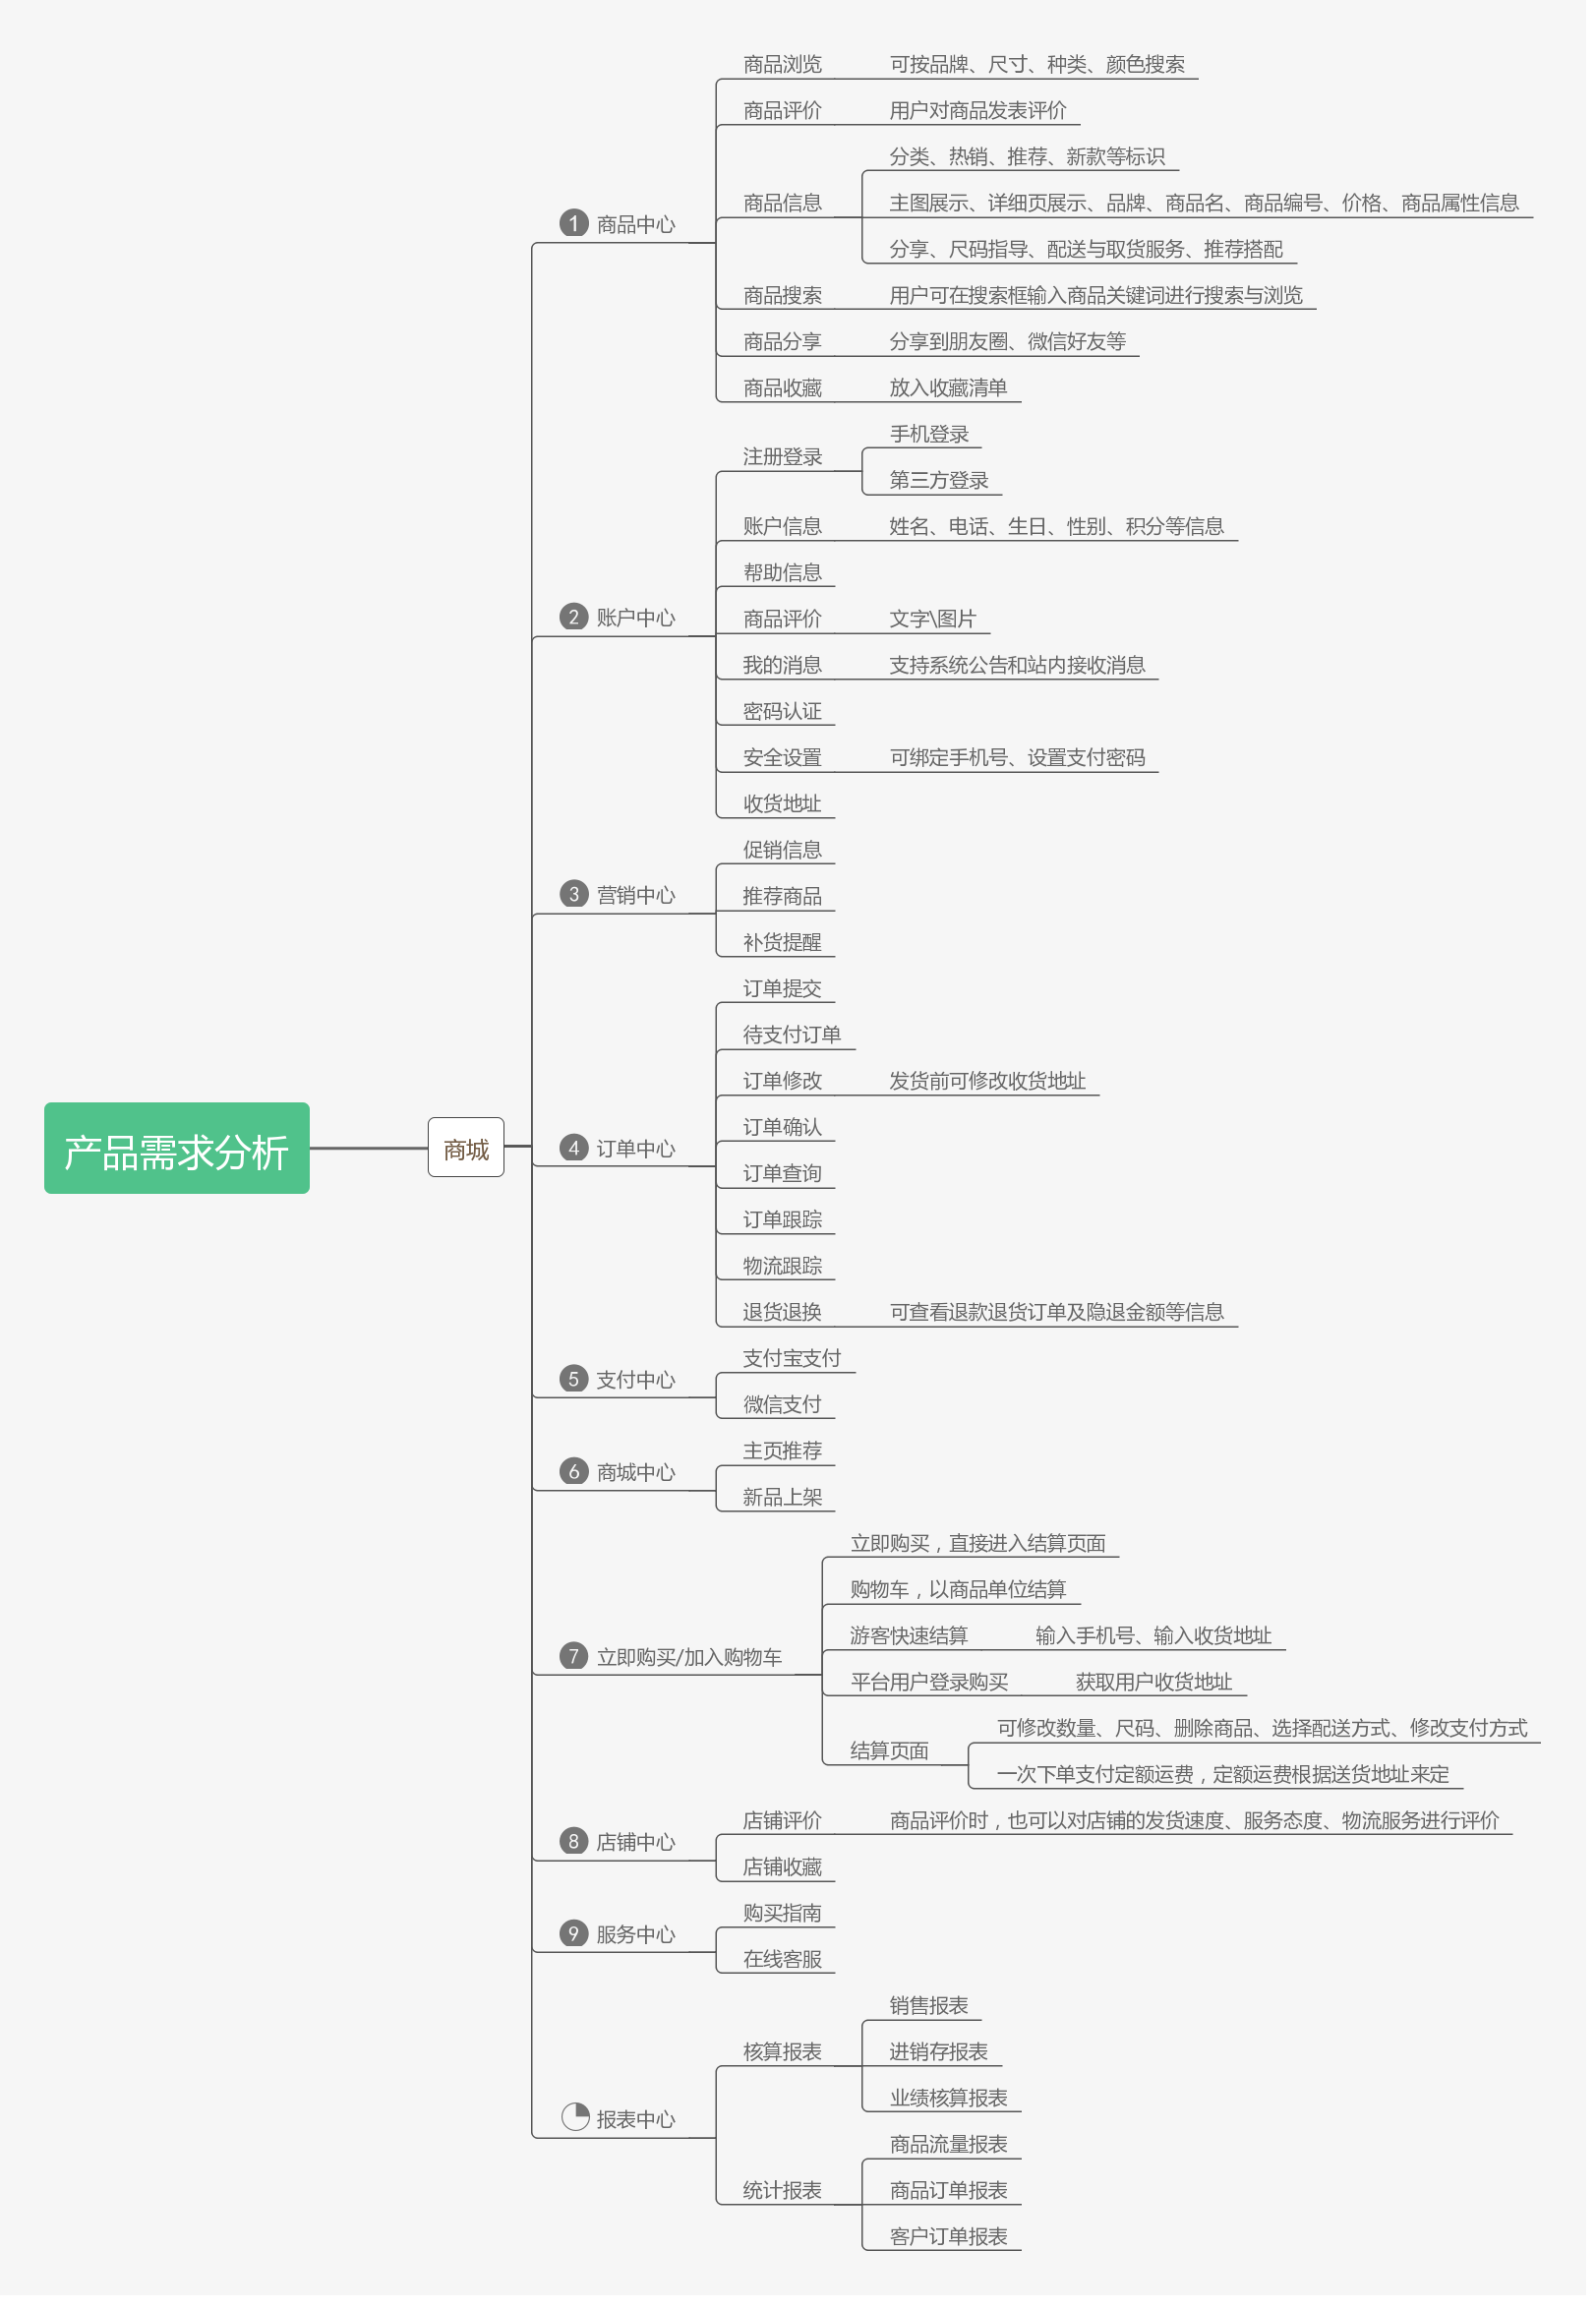 产品需求分析
商城
1 商品中心
商品浏览
可按品牌、尺寸、种类、颜色搜索
商品评价
用户对商品发表评价
商品信息
分类、热销、推荐、新款等标识
主图展示、详细页展示、品牌、商品名、商品编号、价格、商品属性信息
分享、尺码指导、配送与取货服务、推荐搭配
商品搜索
用户可在搜索框输入商品关键词进行搜索与浏览
商品分享
分享到朋友圈、微信好友等
商品收藏
放入收藏清单
2 账户中心
注册登录
手机登录
第三方登录
账户信息
姓名、电话、生日、性别、积分等信息
帮助信息
商品评价
文字\图片
我的消息
支持系统公告和站内接收消息
密码认证
安全设置
可绑定手机号、设置支付密码
收货地址
3 营销中心
促销信息
推荐商品
补货提醒
4 订单中心
订单提交
待支付订单
订单修改
发货前可修改收货地址
订单确认
订单查询
订单跟踪
物流跟踪
退货退换
可查看退款退货订单及隐退金额等信息
5 支付中心
支付宝支付
微信支付
6 商城中心
主页推荐
新品上架
7 立即购买/加入购物车
立即购买，直接进入结算页面
购物车，以商品单位结算
游客快速结算
输入手机号、输入收货地址
平台用户登录购买
获取用户收货地址
结算页面
可修改数量、尺码、删除商品、选择配送方式、修改支付方式
一次下单支付定额运费，定额运费根据送货地址来定
8 店铺中心
店铺评价
商品评价时，也可以对店铺的发货速度、服务态度、物流服务进行评价
店铺收藏
9 服务中心
购买指南
在线客服
报表中心
核算报表
销售报表
进销存报表
业绩核算报表
统计报表
商品流量报表
商品订单报表
客户订单报表